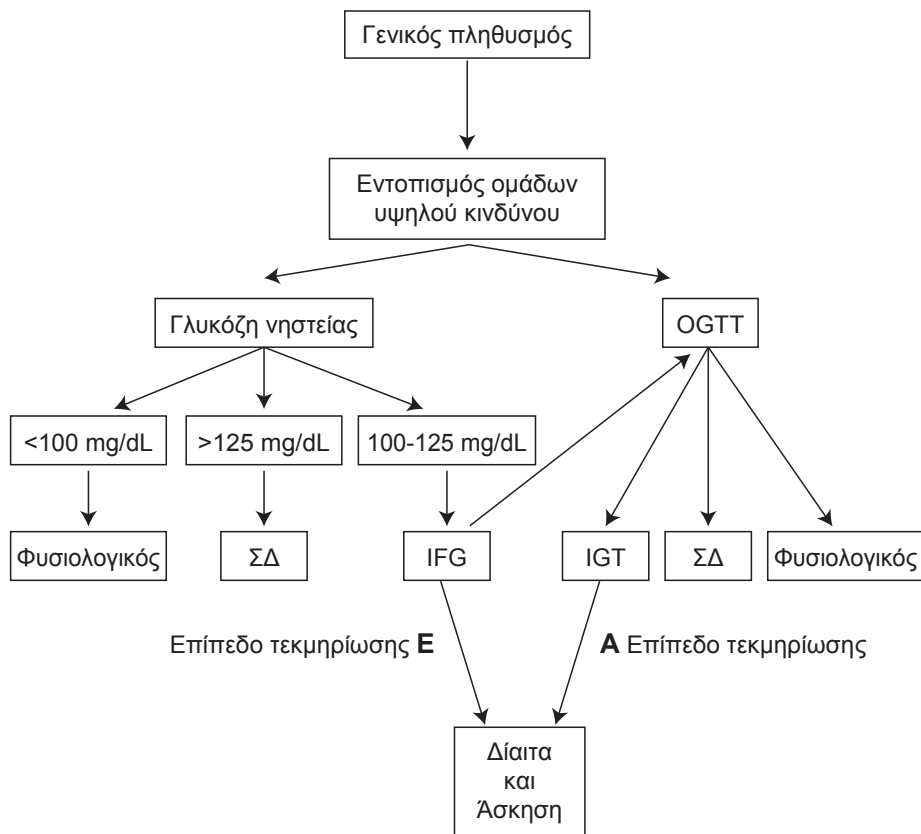 Γενικός πληθυσμός
Εντοπισμός ομάδων
υψηλού κινδύνου
Γλυκόζη νηστείας
OGTT
<100 mg/dL
>125 mg/dL
100-125 mg/dL
Φυσιολογικός
ΣΔ
IFG
IGT
ΣΔ
Φυσιολογικός
Επίπεδο τεκμηρίωσης E
A Επίπεδο τεκμηρίωσης
Δίαιτα
και
Άσκηση